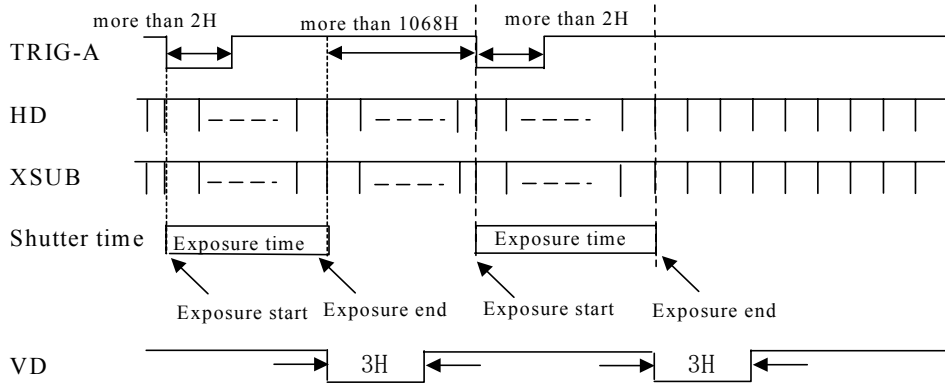 more than 2H
more than 1068H
more than 2H
TRIG-A
HD
XSUB
Shutter time
Exposure time
Exposure time
Exposure start
Exposure end
Exposure start
Exposure end
VD
3H
3H